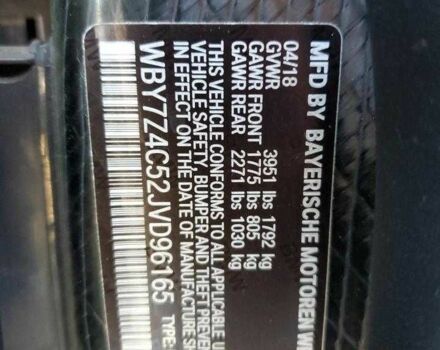 MFD BY BAYERISCHE MOTOREN
04/18
GVWR 3951 lbs 1792 kg
GAWR FRONT 1775 lbs 805 kg
GAWR REAR 2271 lbs 1030 kg
THIS VEHICLE CONFORMS TO ALL APPLICABLE
VEHICLE SAFETY, BUMPER AND THEFT PREVEN
IN EFFECT ON THE DATE OF MANUFACTURE SH
WBY7Z4C52JVD96165 TYPE: